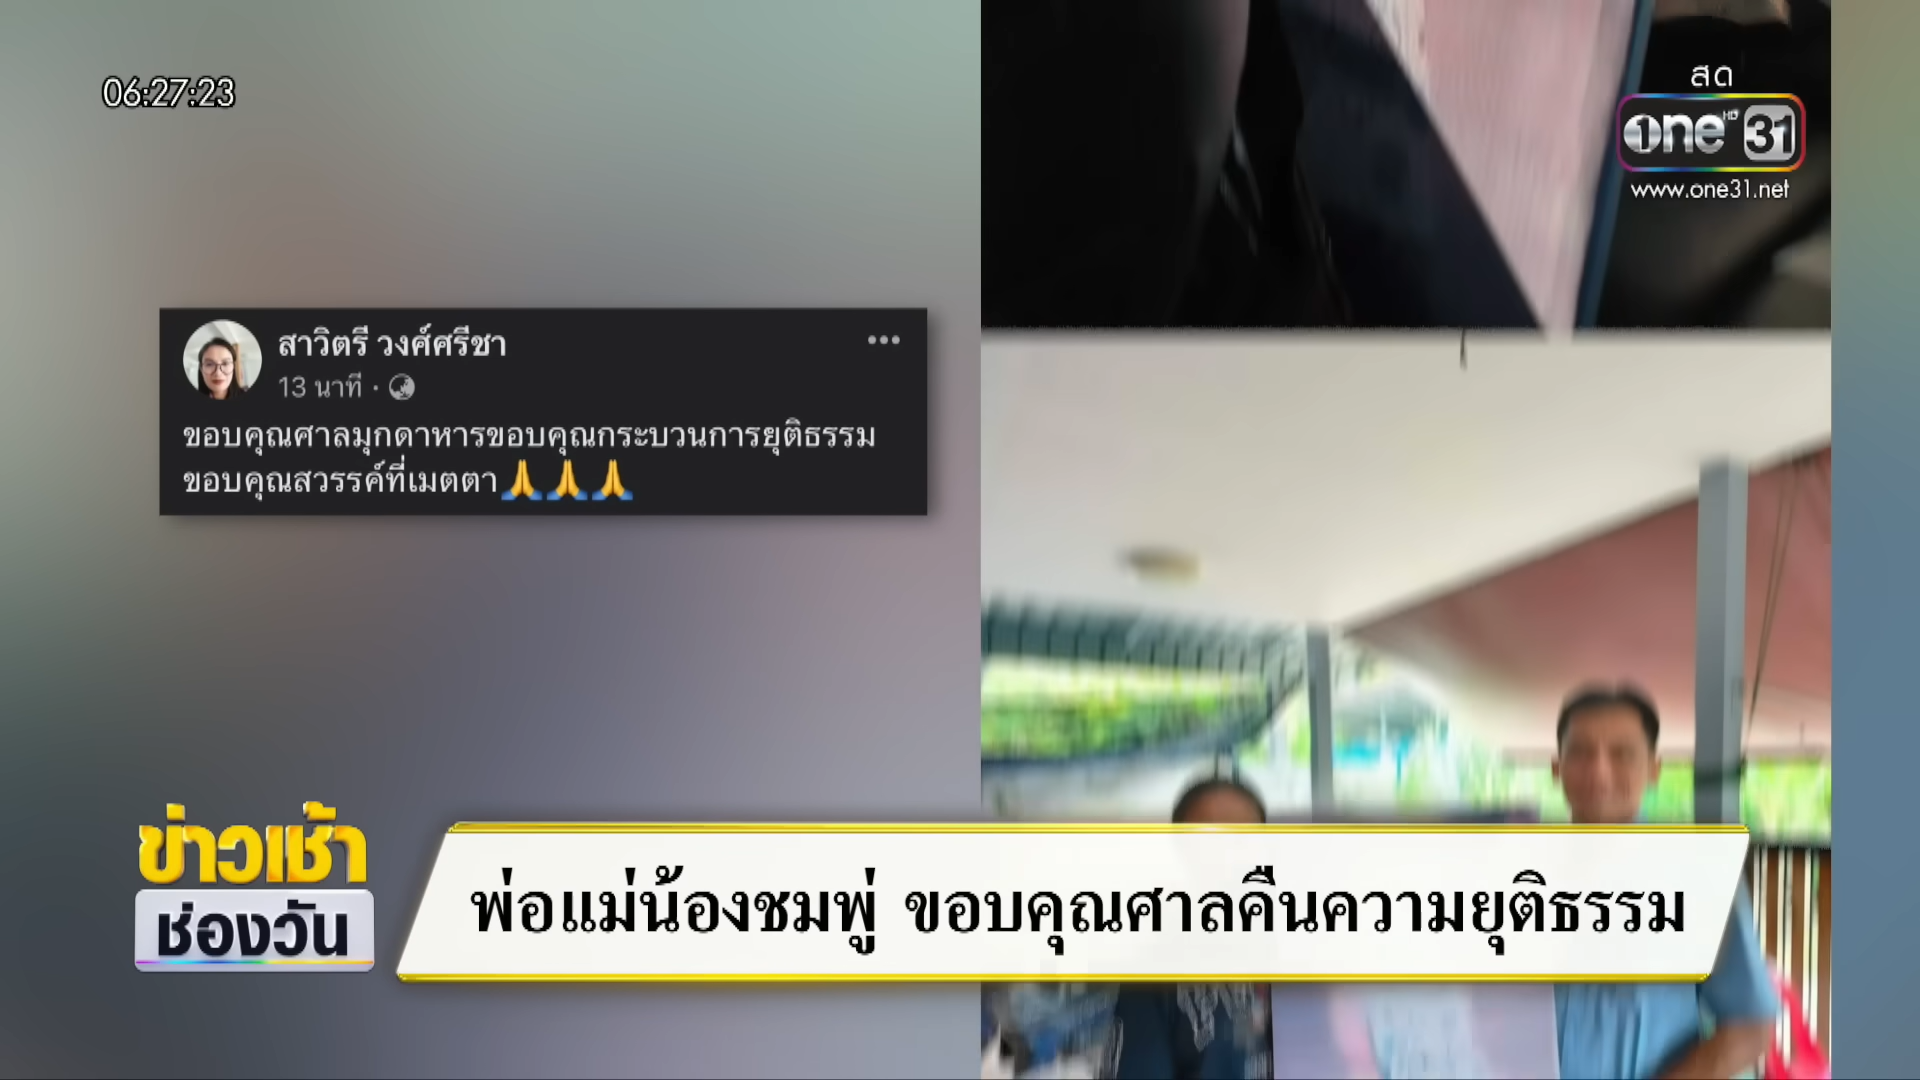 06:27:23
สด
one HD 31
www.one31.net
สาวิตรี วงศ์ศรีชา
13 นาที ·
ขอบคุณศาลมุกดาหารขอบคุณกระบวนการยุติธรรม
ขอบคุณสวรรค์ที่เมตตา🙏🙏🙏
ข่าวเช้า
ช่องวัน
พ่อแม่น้องชมพู่ ขอบคุณศาลคืนความยุติธรรม